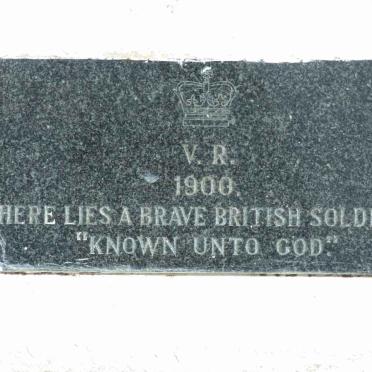 V. R.
1900.
HERE LIES A BRAVE BRITISH SOLDI
"KNOWN UNTO GOD."